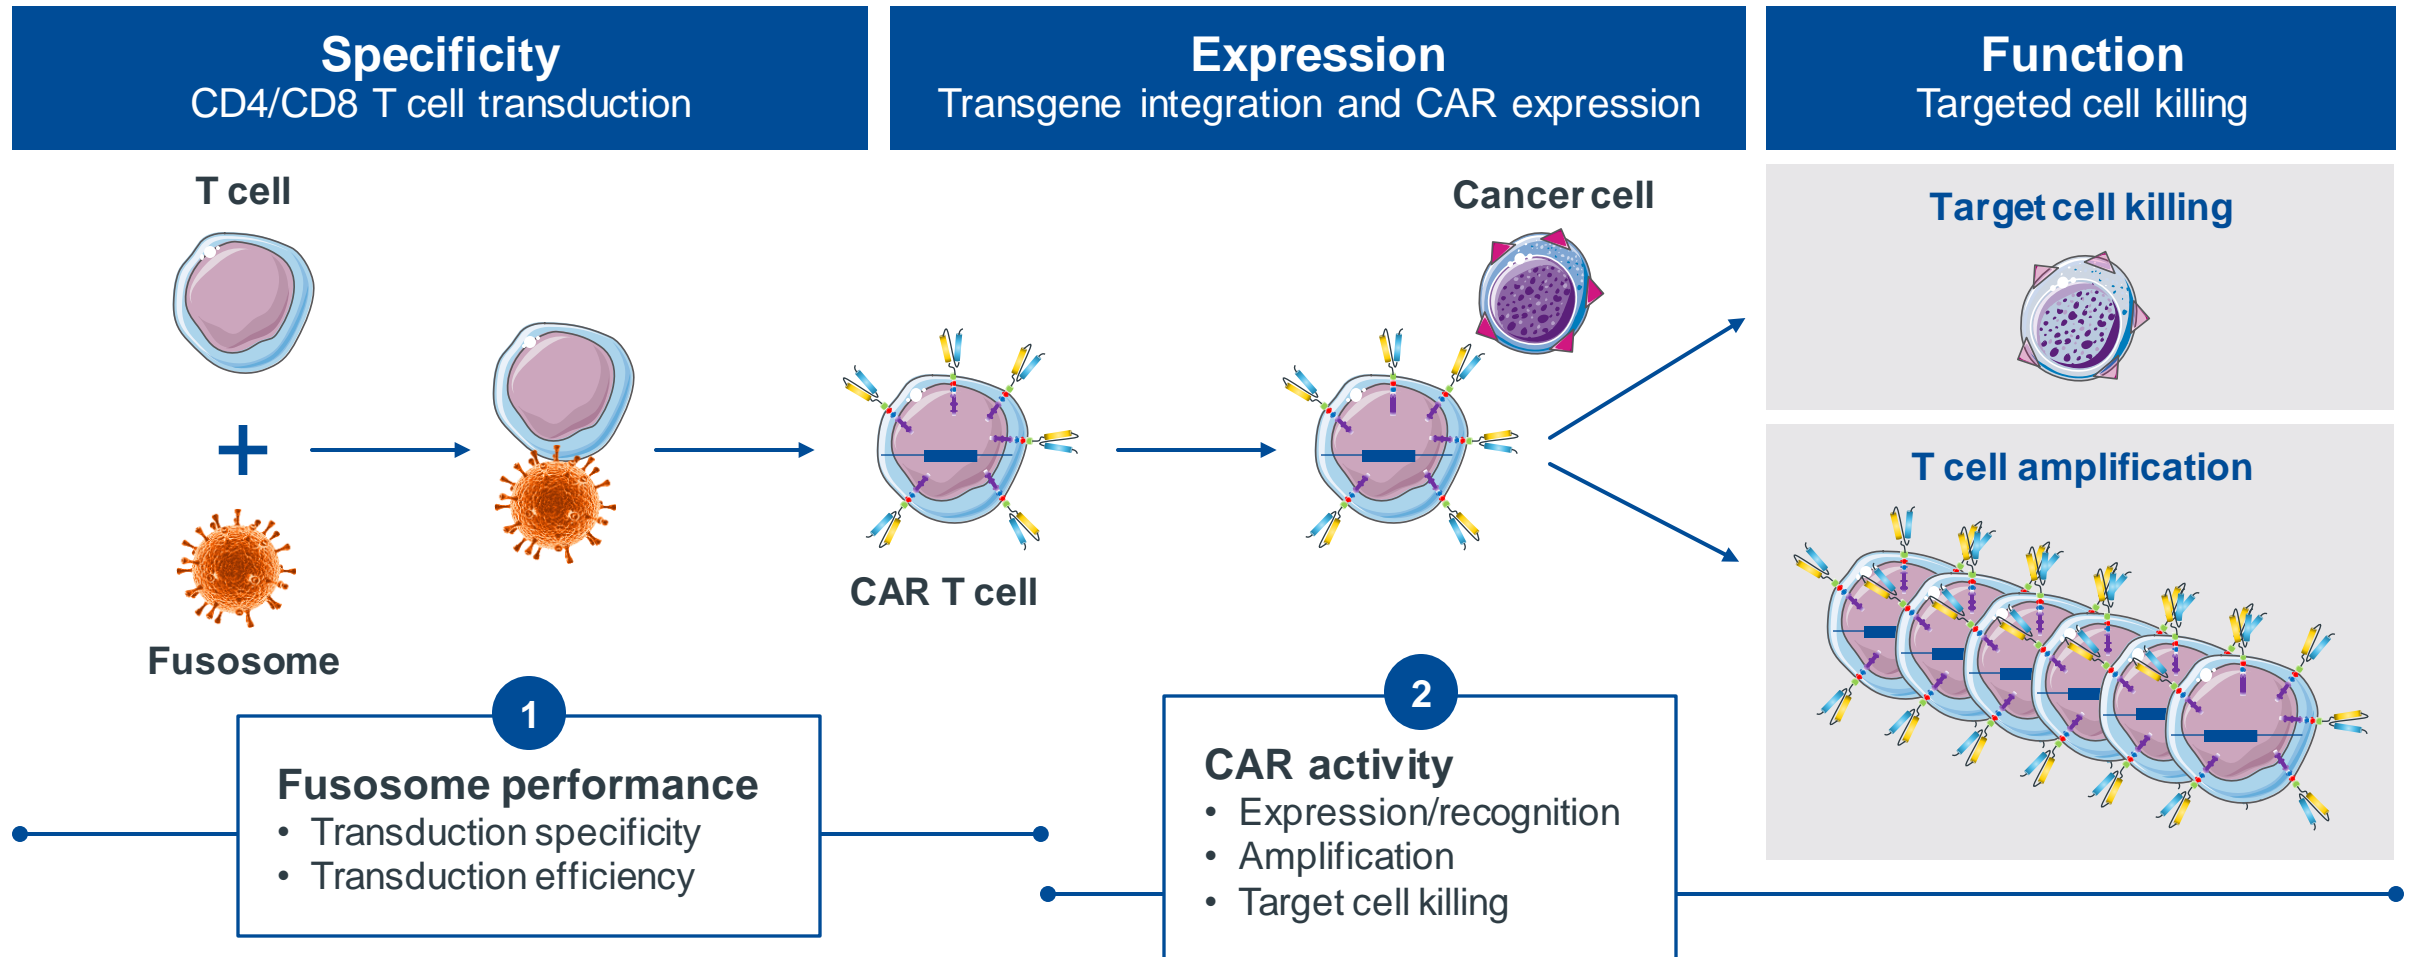 Specificity
CD4/CD8 T cell transduction
Expression
Transgene integration and CAR expression
Function
Targeted cell killing
T cell
Fusosome
CAR T cell
Cancer cell
Target cell killing
T cell amplification
1
Fusosome performance
• Transduction specificity
• Transduction efficiency
2
CAR activity
• Expression/recognition
• Amplification
• Target cell killing